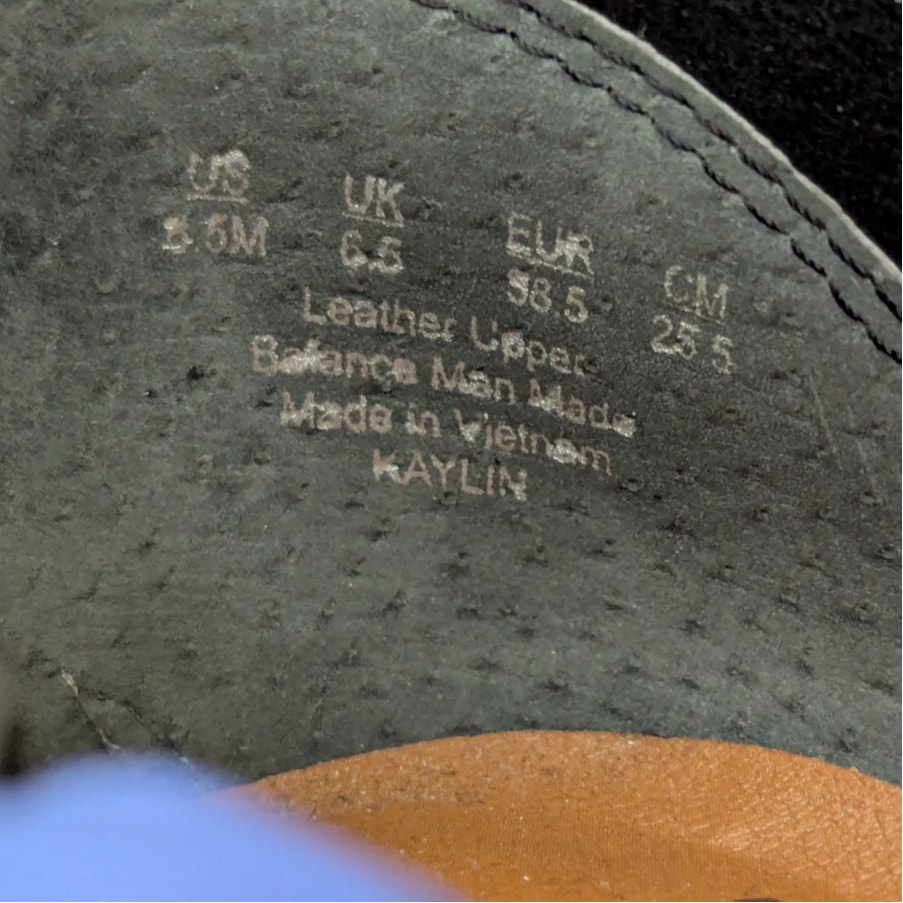 US UK EUR CM
8.5M 6.5 38.5 25.5
Leather Upper
Balance Man Made
Made in Vietnam
KAYLIN